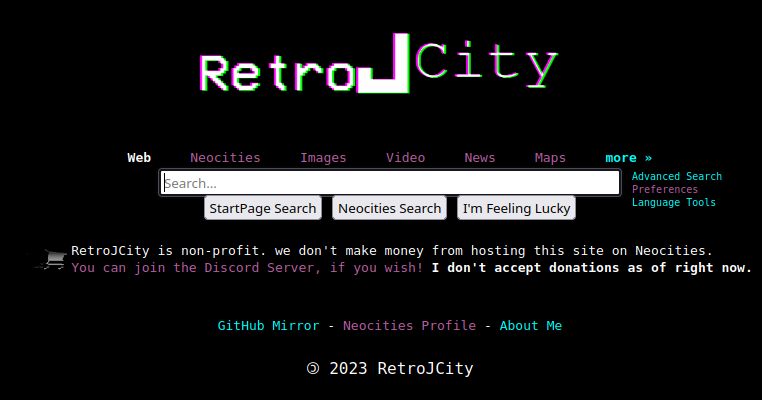 RetroJCity
Web Neocities Images Video News Maps more »
Search...
Advanced Search
Preferences
Language Tools
StartPage Search Neocities Search I'm Feeling Lucky
RetroJCity is non-profit. we don't make money from hosting this site on Neocities.
You can join the Discord Server, if you wish! I don't accept donations as of right now.
GitHub Mirror - Neocities Profile - About Me
🄯 2023 RetroJCity